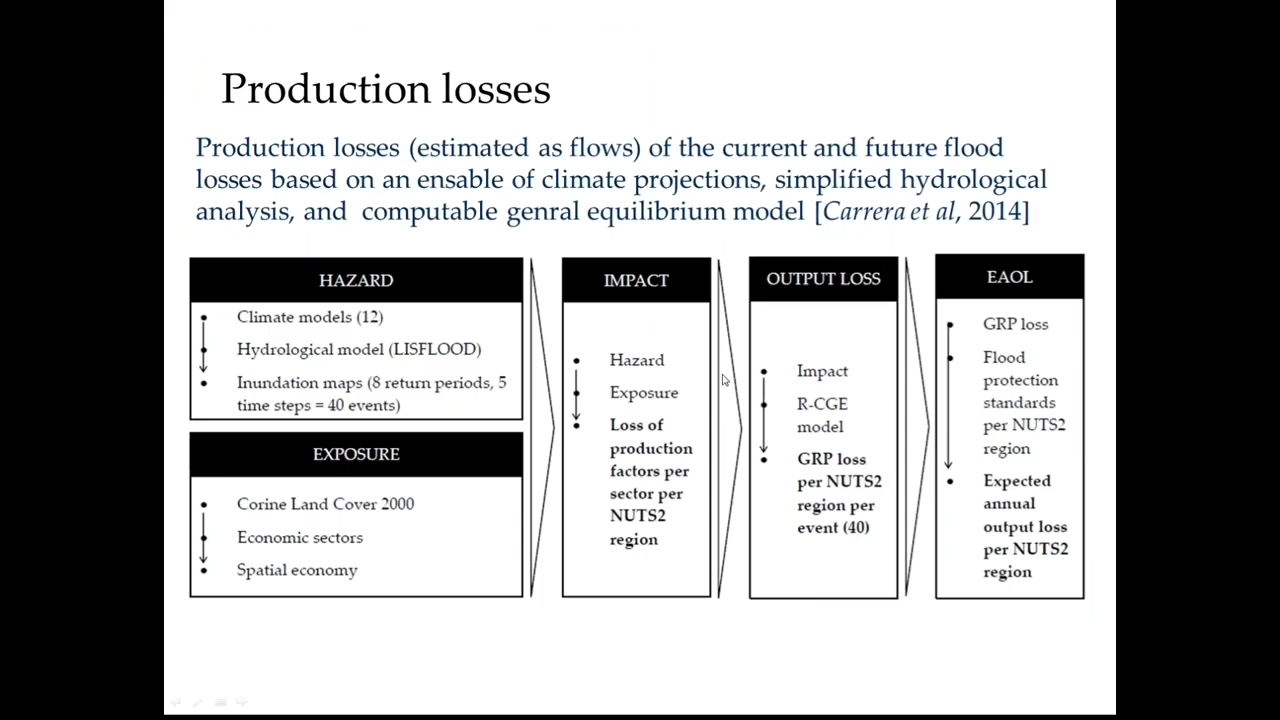 Production losses
Production losses (estimated as flows) of the current and future flood
losses based on an ensable of climate projections, simplified hydrological
analysis, and computable genral equilibrium model [Carrera et al, 2014]
HAZARD
• Climate models (12)
• Hydrological model (LISFLOOD)
• Inundation maps (8 return periods, 5
time steps = 40 events)
EXPOSURE
• Corine Land Cover 2000
• Economic sectors
• Spatial economy
IMPACT
• Hazard
• Exposure
• Loss of
production
factors per
sector per
NUTS2
region
OUTPUT LOSS
• Impact
• R-CGE
model
• GRP loss
per NUTS2
region per
event (40)
EAOL
• GRP loss
• Flood
protection
standards
per NUTS2
region
• Expected
annual
output loss
per NUTS2
region